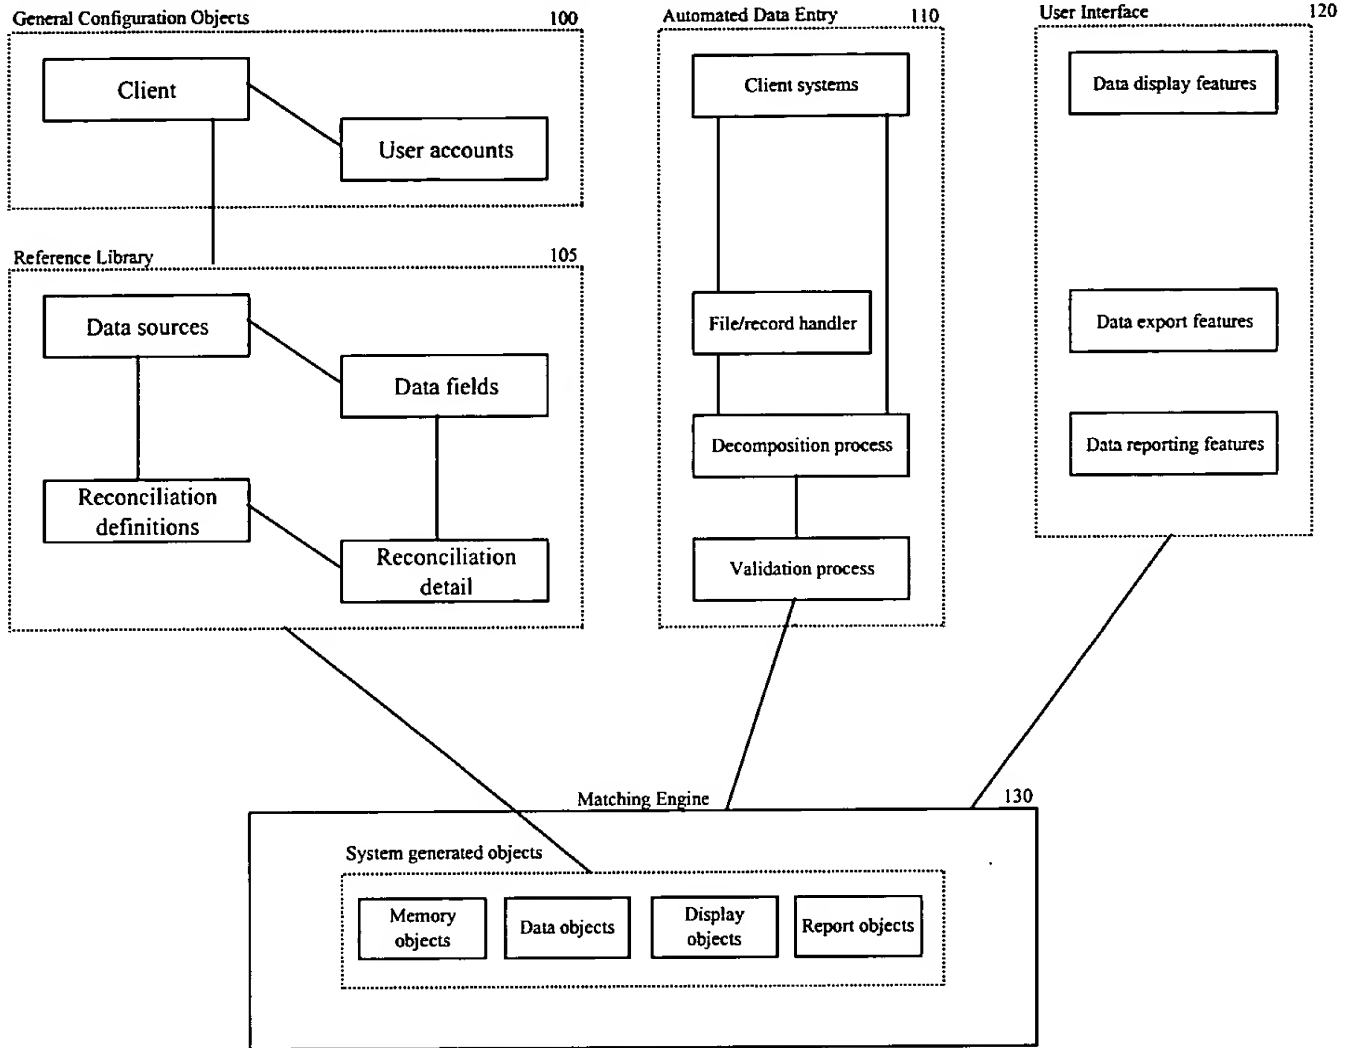 General Configuration Objects 100
Client
User accounts
Reference Library 105
Data sources
Data fields
Reconciliation
definitions
Reconciliation
detail
Automated Data Entry 110
Client systems
File/record handler
Decomposition process
Validation process
User Interface 120
Data display features
Data export features
Data reporting features
Matching Engine 130
System generated objects
Memory
objects
Data objects
Display
objects
Report objects